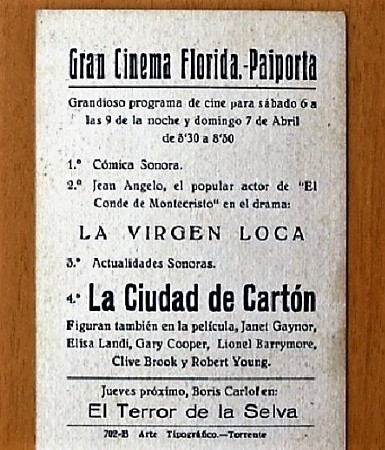 Gran Cinema Florida.-Paiporta
Grandioso programa de cine para sábado 6 a
las 9 de la noche y domingo 7 de Abril
de 3'30 a 8'30
1.º Cómica Sonora.
2.º Jean Angelo, el popular actor de "El
Conde de Montecristo" en el drama:
LA VIRGEN LOCA
3.º Actualidades Sonoras.
4.º La Ciudad de Cartón
Figuran también en la película, Janet Gaynor,
Elisa Landi, Gary Cooper, Lionel Barrymore,
Clive Brook y Robert Young.
Jueves próximo, Boris Carlof en:
El Terror de la Selva
702-B Arte Tipográfico.—Torrente